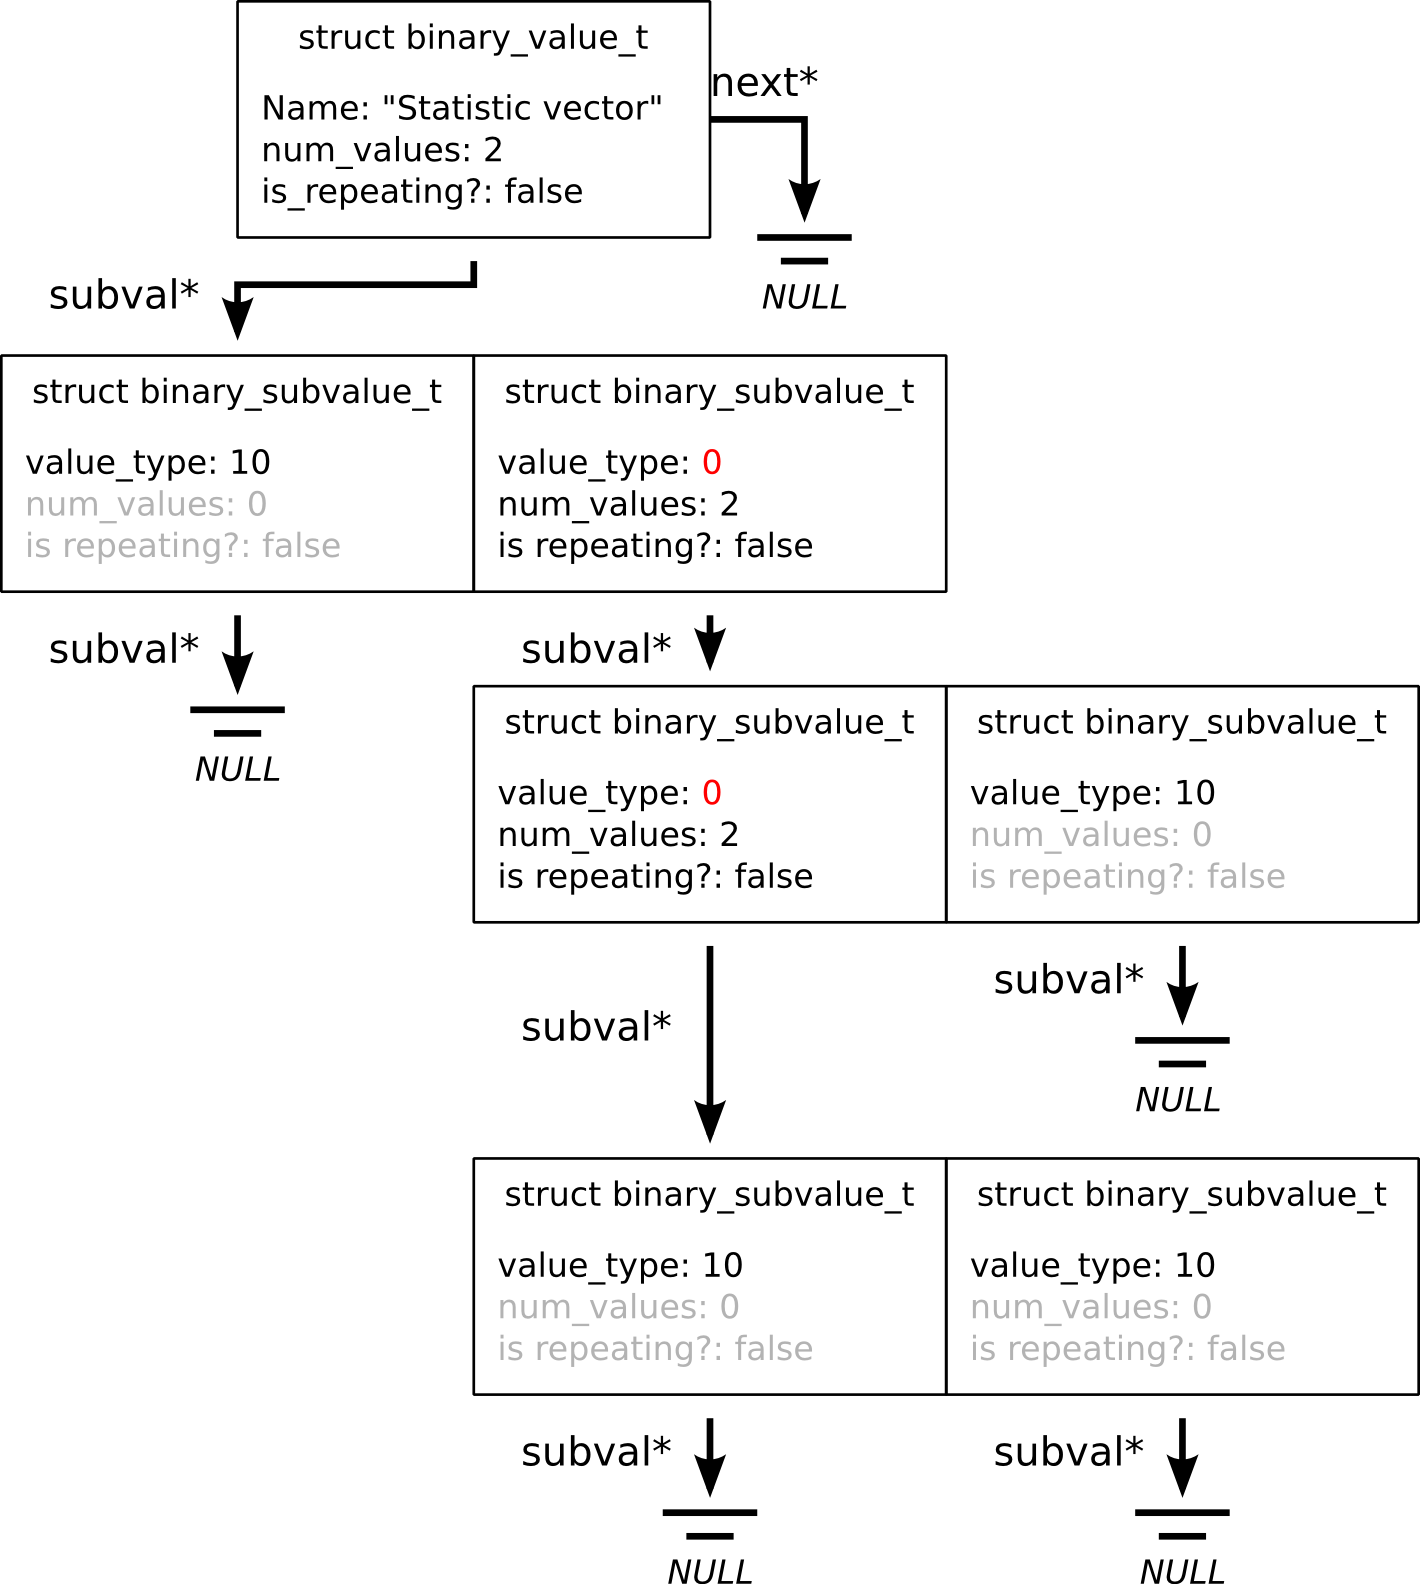 struct binary_value_t
Name: "Statistic vector"
num_values: 2
is_repeating?: false
next*
NULL
subval*
struct binary_subvalue_t
value_type: 10
num_values: 0
is repeating?: false
struct binary_subvalue_t
value_type: 0
num_values: 2
is repeating?: false
subval*
NULL
subval*
struct binary_subvalue_t
value_type: 0
num_values: 2
is repeating?: false
struct binary_subvalue_t
value_type: 10
num_values: 0
is repeating?: false
subval*
subval*
NULL
struct binary_subvalue_t
value_type: 10
num_values: 0
is repeating?: false
struct binary_subvalue_t
value_type: 10
num_values: 0
is repeating?: false
subval*
NULL
subval*
NULL